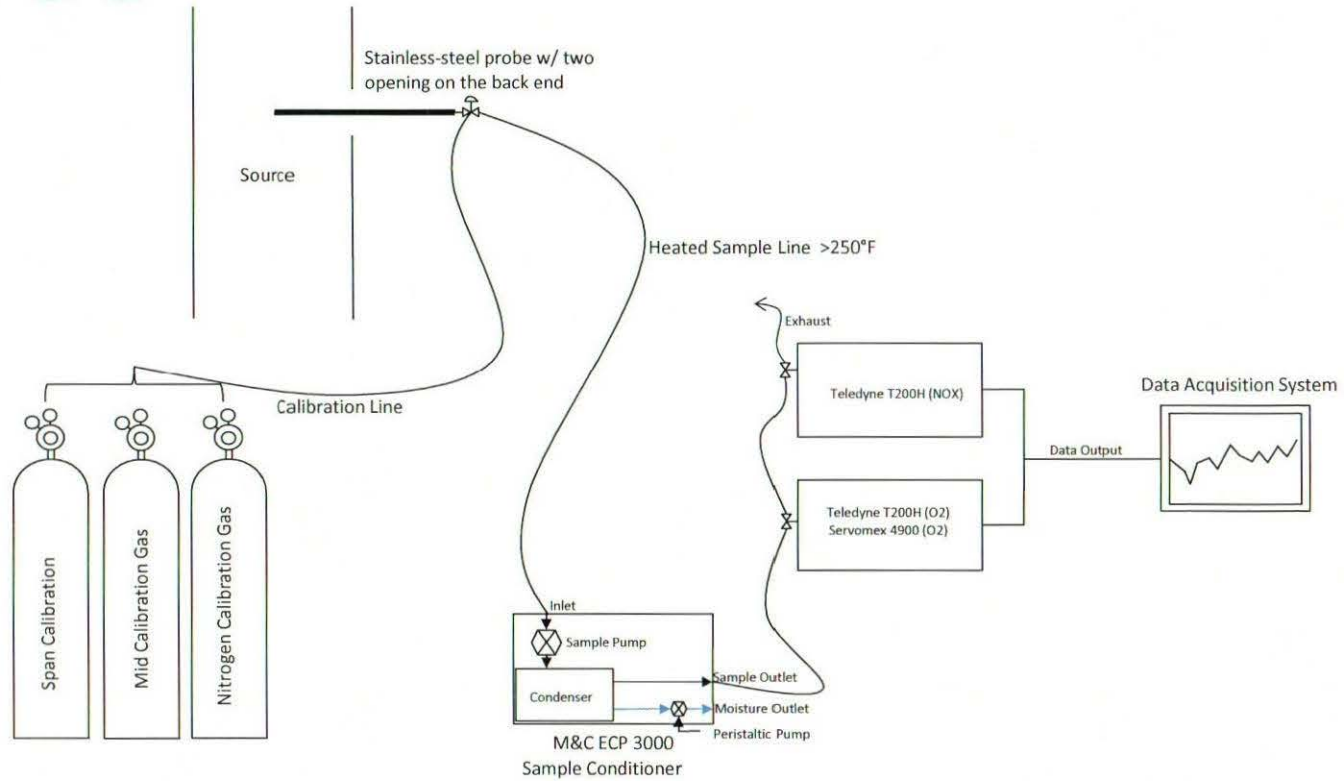 Stainless-steel probe w/ two
opening on the back end
Source
Heated Sample Line >250°F
Exhaust
Teledyne T200H (NOX)
Data Acquisition System
Calibration Line
Data Output
Teledyne T200H (O2)
Servomex 4900 (O2)
Span Calibration
Mid Calibration Gas
Nitrogen Calibration Gas
Inlet
Sample Pump
Condenser
Sample Outlet
Moisture Outlet
Peristaltic Pump
M&C ECP 3000
Sample Conditioner